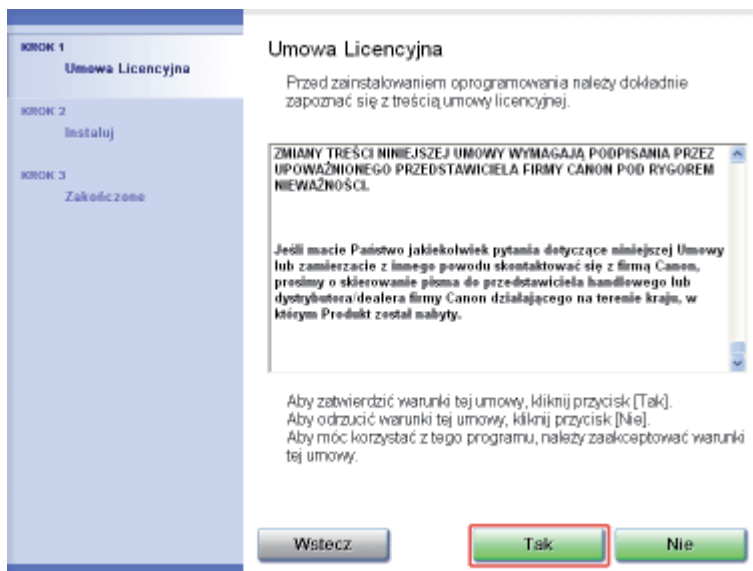 KROK 1
Umowa Licencyjna
KROK 2
Instaluj
KROK 3
Zakończone
Umowa Licencyjna
Przed zainstalowaniem oprogramowania należy dokładnie
zapoznać się z treścią umowy licencyjnej.
ZMIANY TREŚCI NINIEJSZEJ UMOWY WYMAGAJĄ PODPISANIA PRZEZ
UPOWAŻNIONEGO PRZEDSTAWICIELA FIRMY CANON POD RYGOREM
NIEWAŻNOŚCI.
Jeśli macie Państwo jakiekolwiek pytania dotyczące niniejszej Umowy
lub zamierzacie z innego powodu skontaktować się z firmą Canon,
prosimy o skierowanie pisma do przedstawiciela handlowego lub
dystrybutora/dealera firmy Canon działającego na terenie kraju, w
którym Produkt został nabyty.
Aby zatwierdzić warunki tej umowy, kliknij przycisk [Tak].
Aby odrzucić warunki tej umowy, kliknij przycisk [Nie].
Aby móc korzystać z tego programu, należy zaakceptować warunki
tej umowy.
Wstecz
Tak
Nie